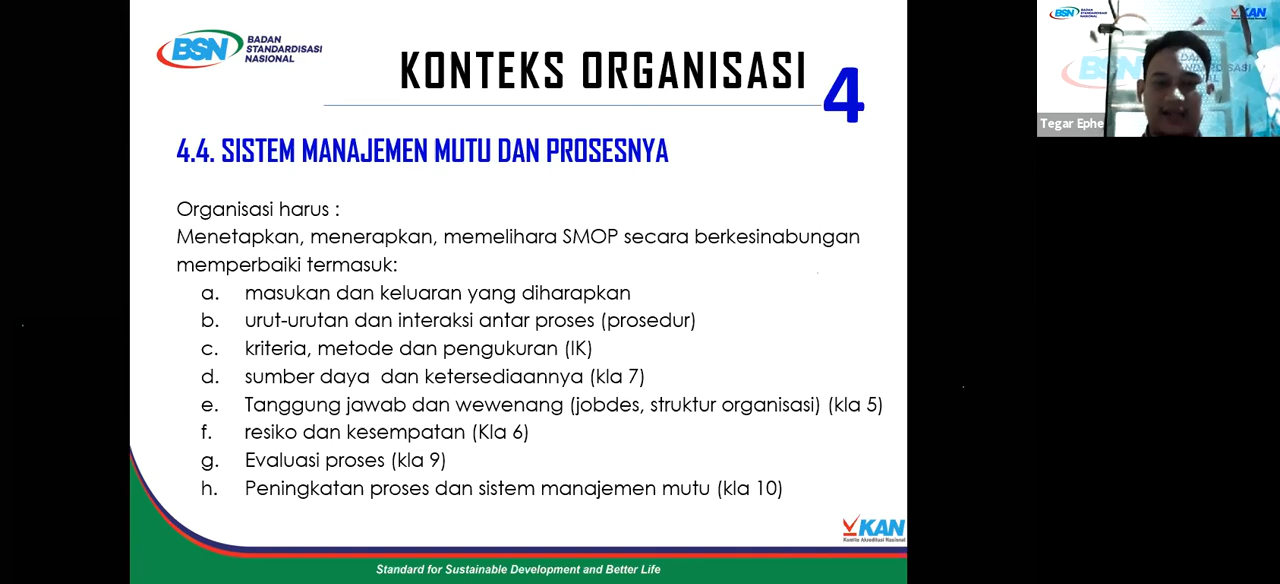 BSN BADAN STANDARDISASI NASIONAL
KONTEKS ORGANISASI 4
4.4. SISTEM MANAJEMEN MUTU DAN PROSESNYA
Organisasi harus :
Menetapkan, menerapkan, memelihara SMOP secara berkesinabungan
memperbaiki termasuk:
a. masukan dan keluaran yang diharapkan
b. urut-urutan dan interaksi antar proses (prosedur)
c. kriteria, metode dan pengukuran (IK)
d. sumber daya dan ketersediaannya (kla 7)
e. Tanggung jawab dan wewenang (jobdes, struktur organisasi) (kla 5)
f. resiko dan kesempatan (Kla 6)
g. Evaluasi proses (kla 9)
h. Peningkatan proses dan sistem manajemen mutu (kla 10)
KAN
Komite Akreditasi Nasional
Standard for Sustainable Development and Better Life
BSN
KAN
BSN
Tegar Ephe